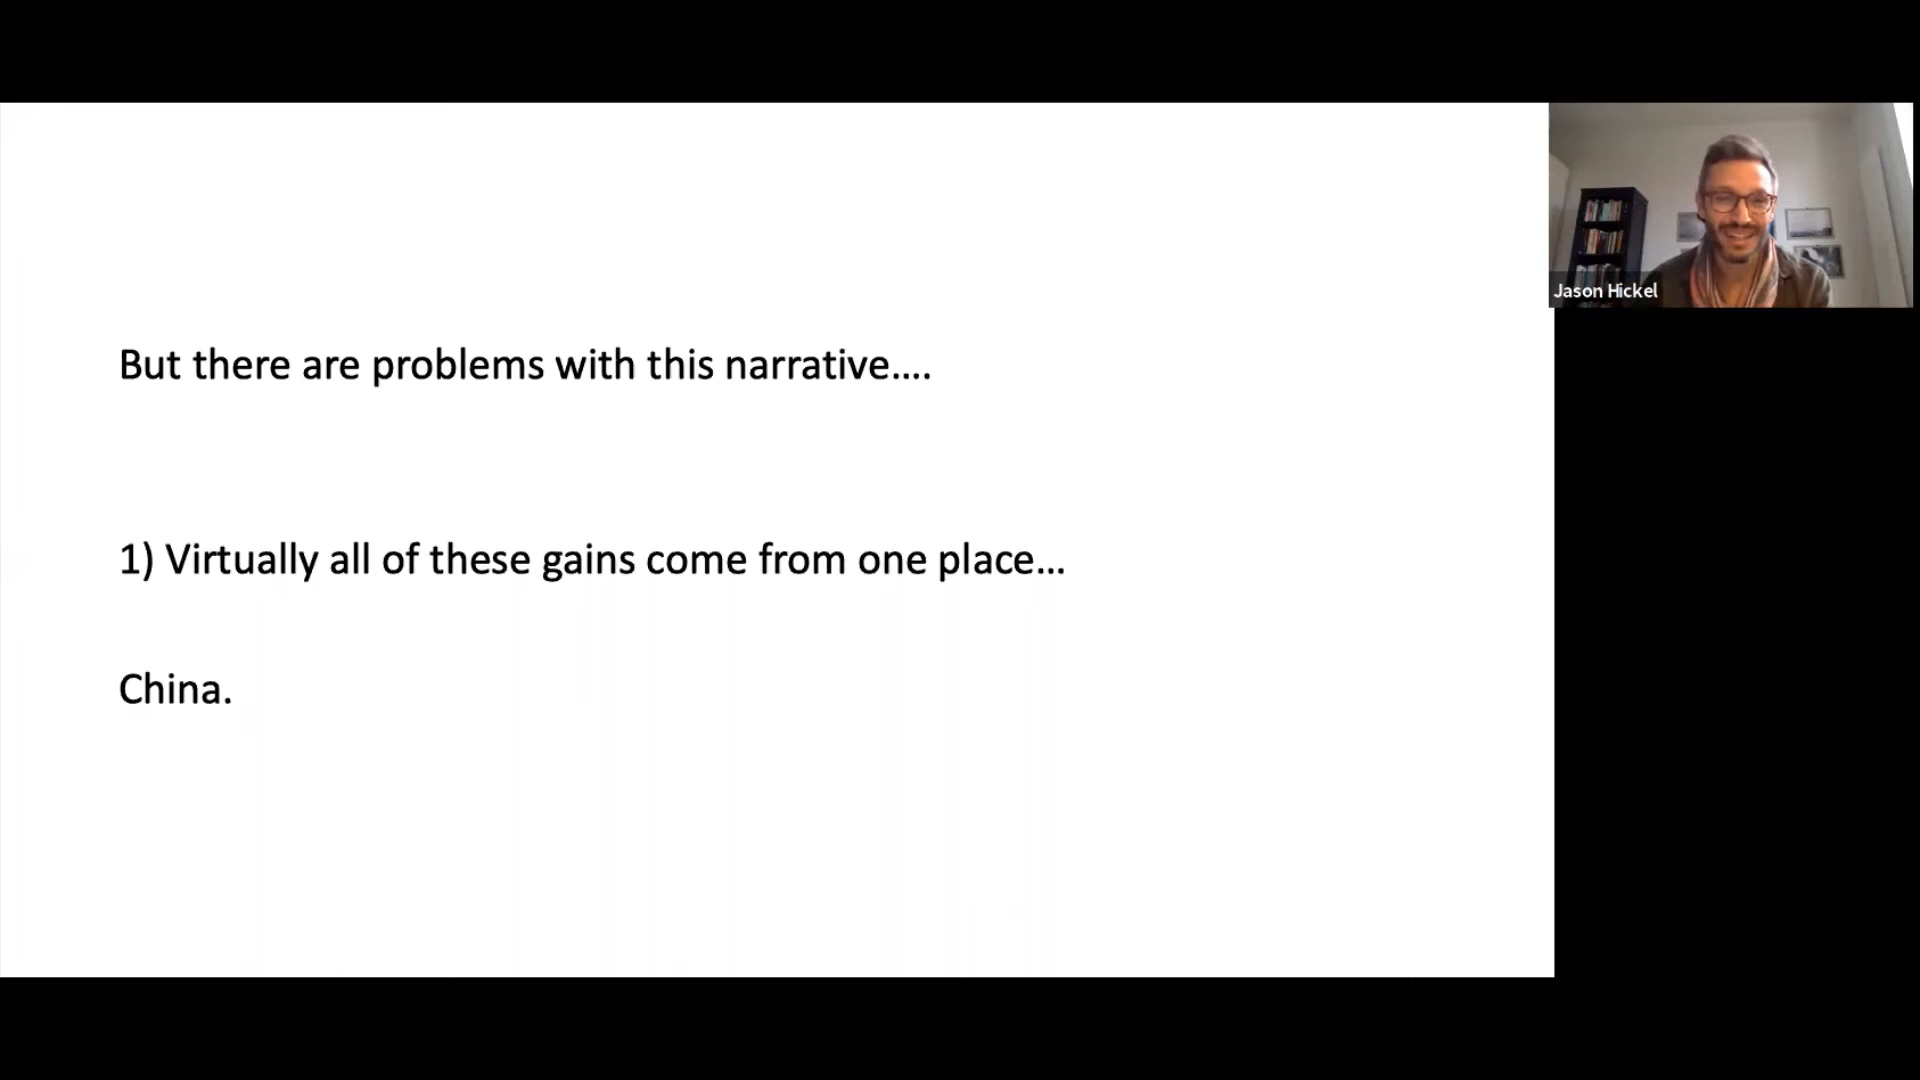 But there are problems with this narrative....
1) Virtually all of these gains come from one place...
China.
Jason Hickel